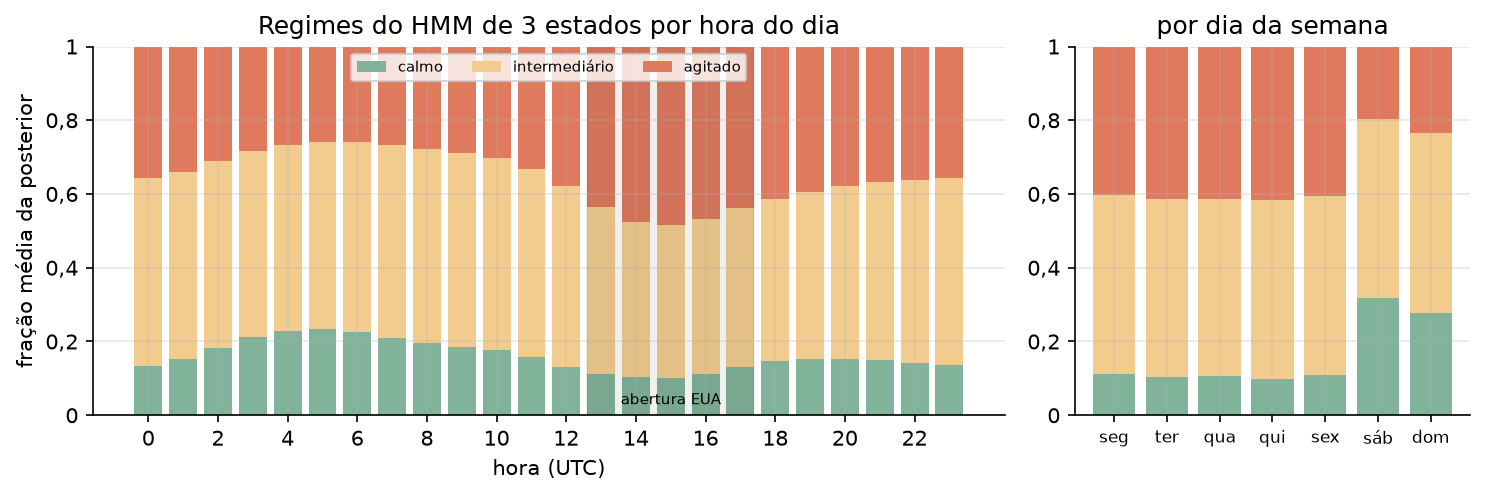 Regimes do HMM de 3 estados por hora do dia
calmo intermediário agitado
fração média da posterior
1
0,8
0,6
0,4
0,2
0
abertura EUA
0 2 4 6 8 10 12 14 16 18 20 22
hora (UTC)
por dia da semana
1
0,8
0,6
0,4
0,2
0
seg ter qua qui sex sáb dom